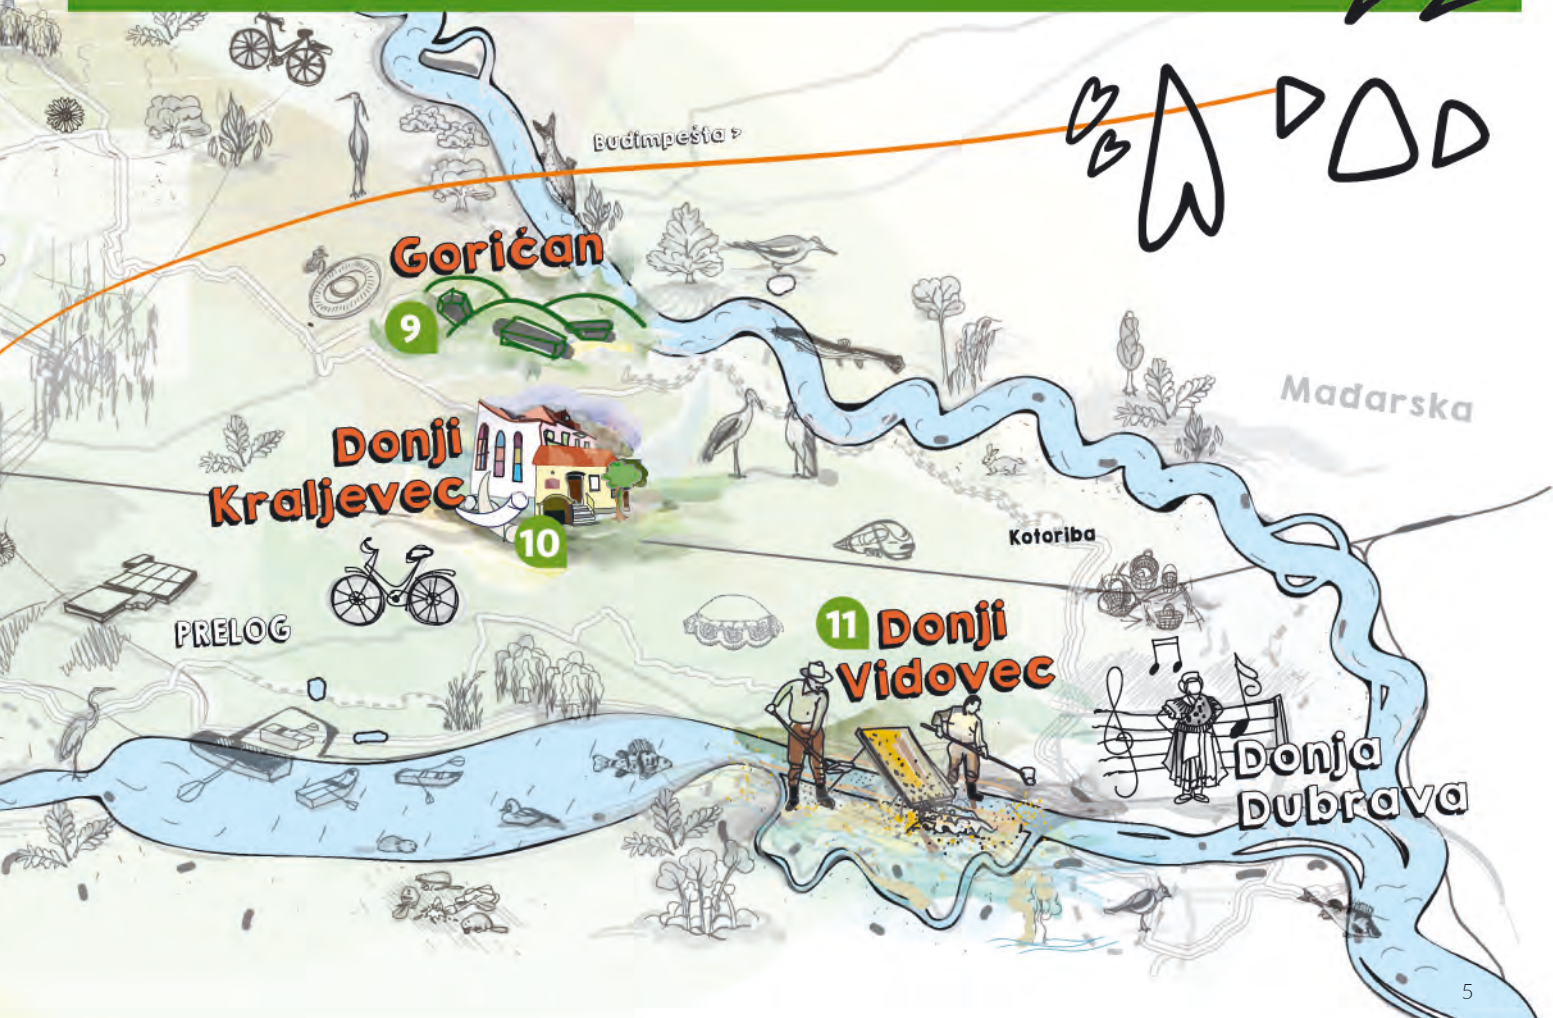 Budimpešta >
Goričan
9
Mađarska
Donji
Kraljevec
10
Kotoriba
11
Donji
Vidovec
PRELOG
Donja
Dubrava
5